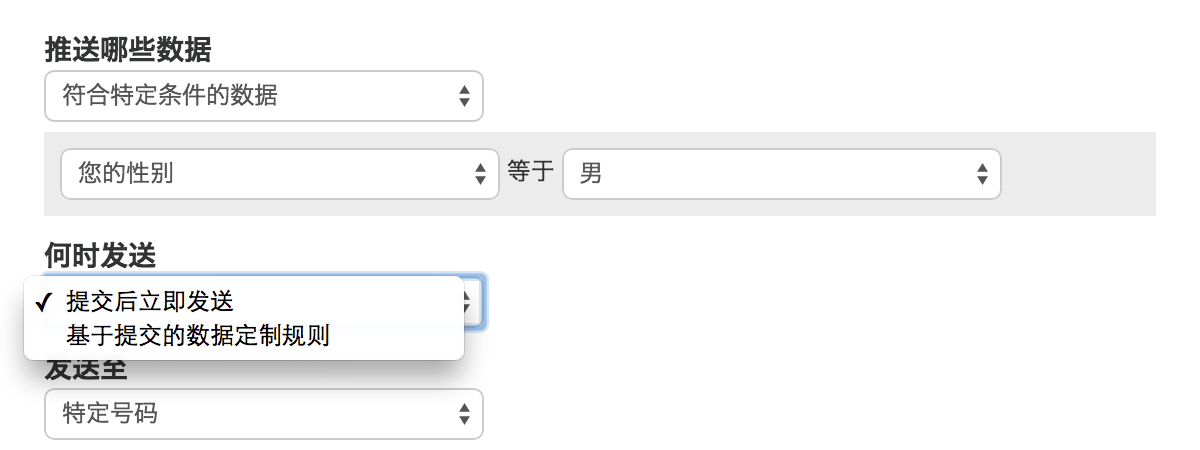 推送哪些数据
符合特定条件的数据
您的性别 等于 男
何时发送
提交后立即发送
基于提交的数据定制规则
发送至
特定号码